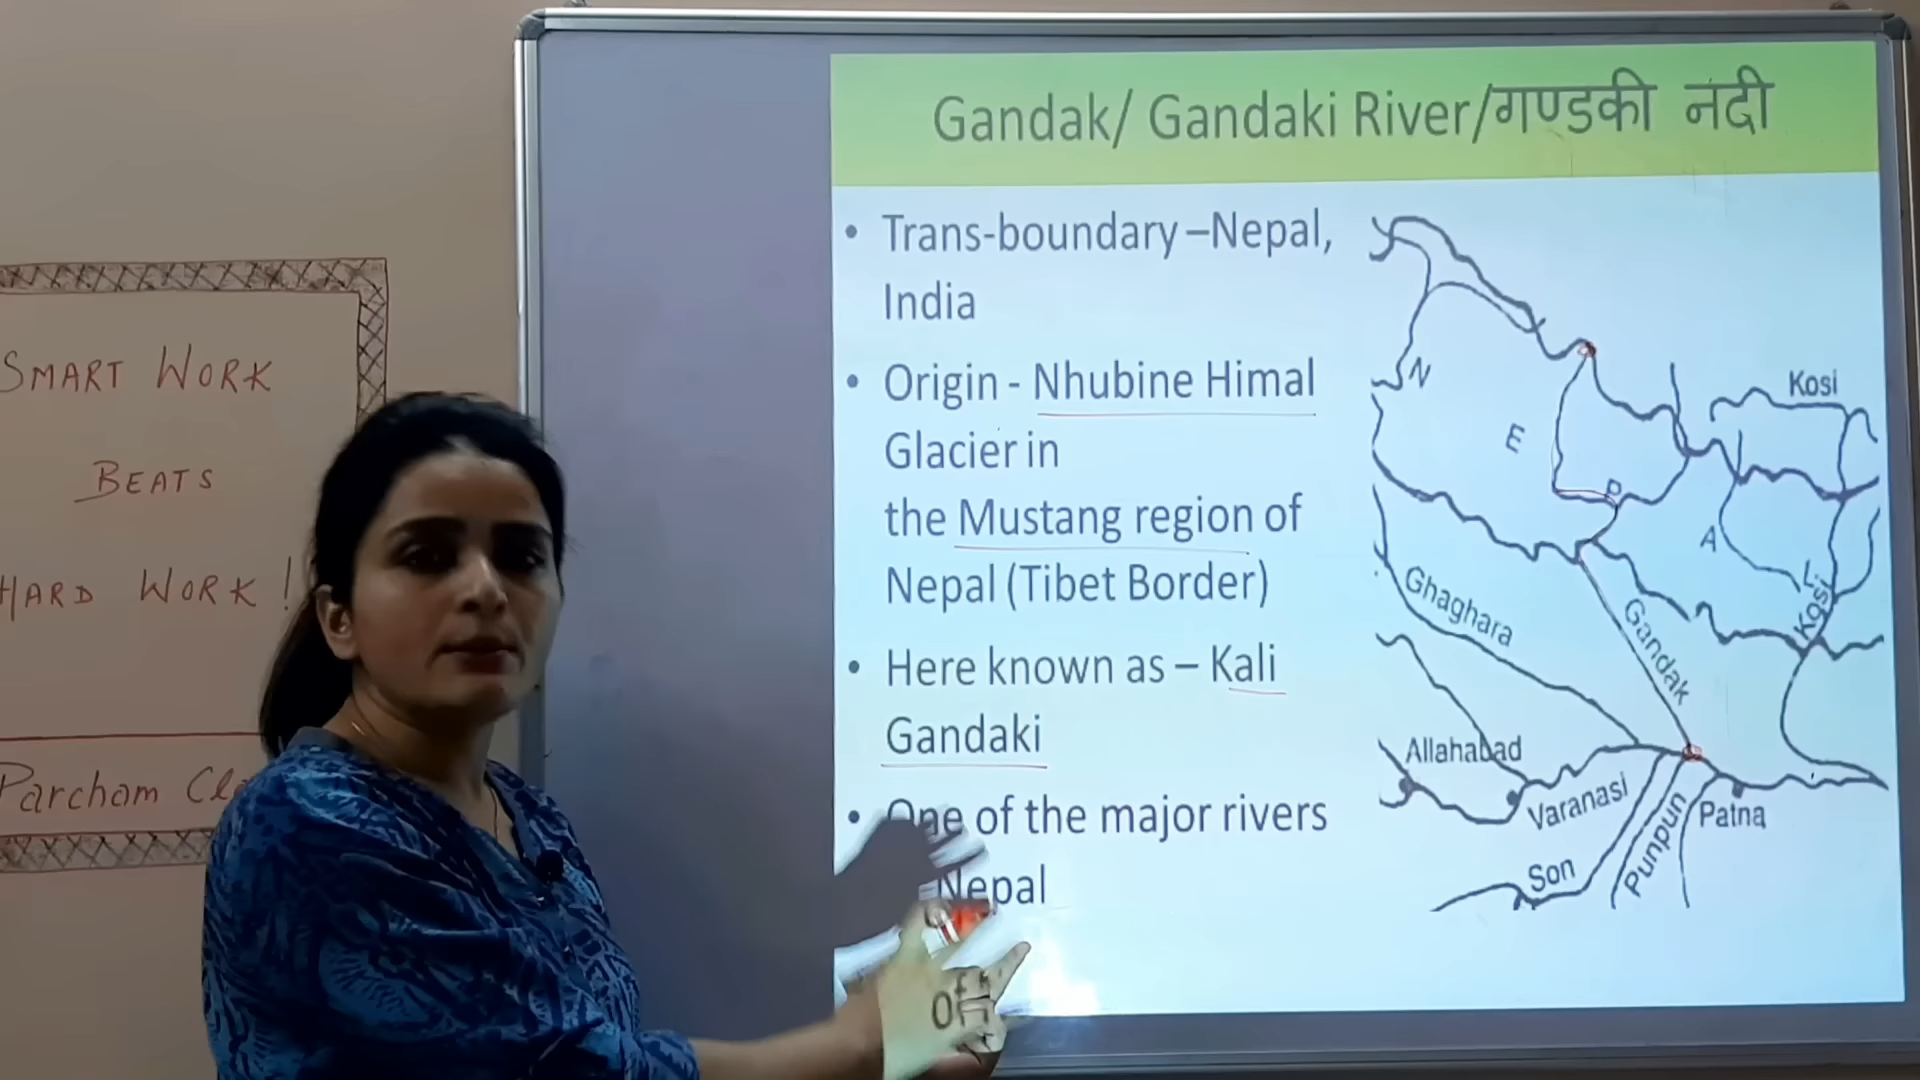 SMART WORK
BEATS
HARD WORK !
Parcham
Gandak/ Gandaki River/गण्डकी नदी
• Trans-boundary –Nepal,
India
• Origin - Nhubine Himal
Glacier in
the Mustang region of
Nepal (Tibet Border)
• Here known as – Kali
Gandaki
• One of the major rivers
Nepal
N
E
P
A
L
Kosi
Kosi
Ghaghara
Gandak
Allahabad
Varanasi
Patna
Son
Punpun